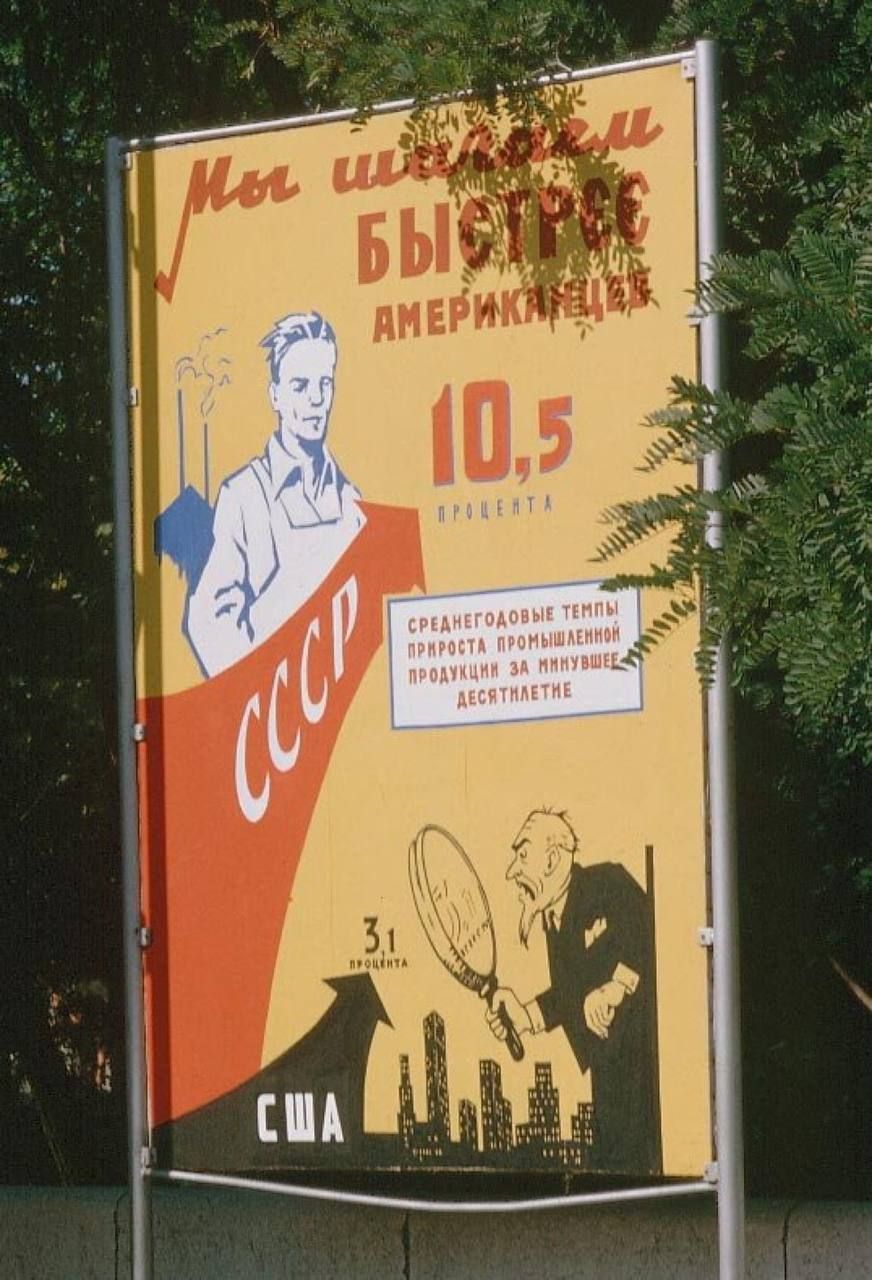 Мы шагаем
БЫСТРЕЕ
АМЕРИКАНЦЕВ
10,5
ПРОЦЕНТА
СССР
СРЕДНЕГОДОВЫЕ ТЕМПЫ
ПРИРОСТА ПРОМЫШЛЕННОЙ
ПРОДУКЦИИ ЗА МИНУВШЕЕ
ДЕСЯТИЛЕТИЕ
3,1
ПРОЦЕНТА
США